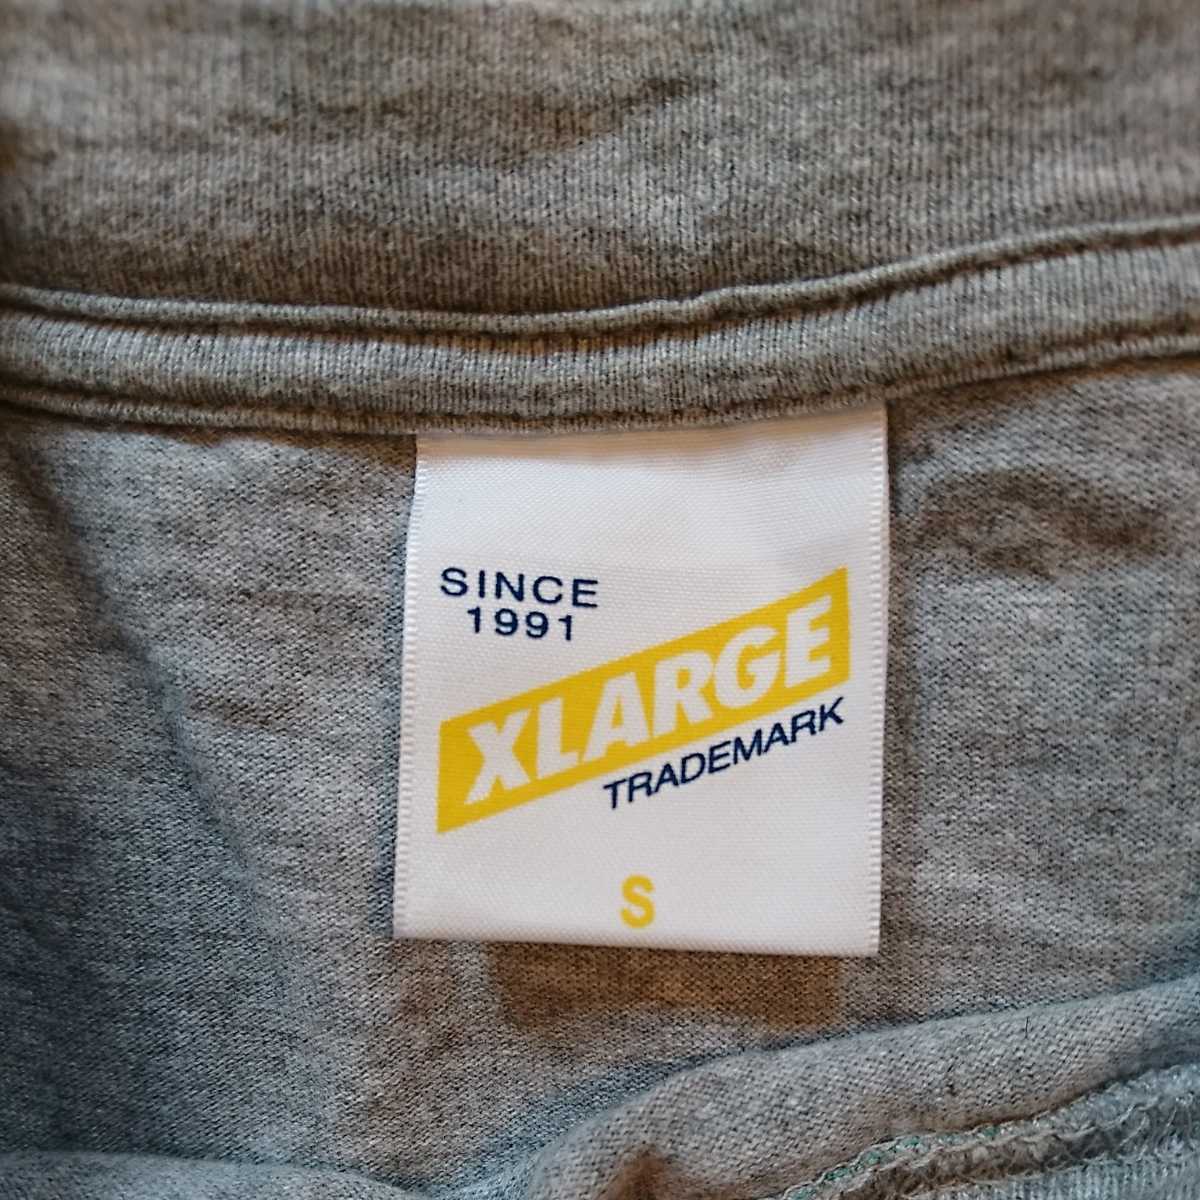 SINCE
1991
XLARGE
TRADEMARK
S